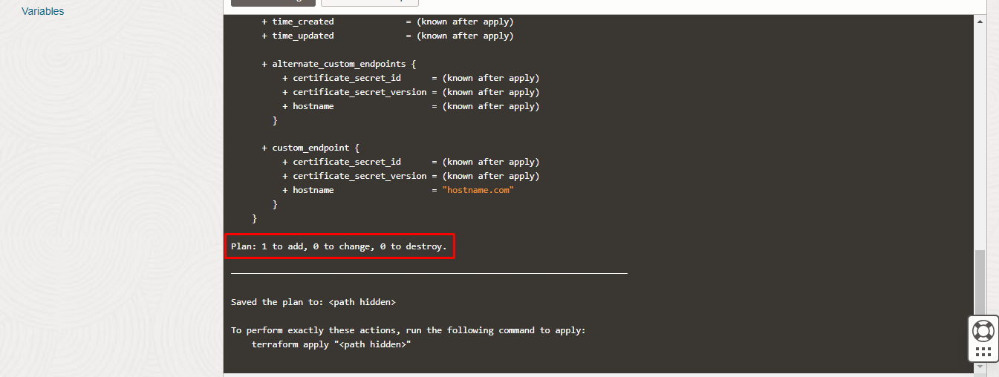 Variables
+ time_created = (known after apply)
+ time_updated = (known after apply)
+ alternate_custom_endpoints {
+ certificate_secret_id = (known after apply)
+ certificate_secret_version = (known after apply)
+ hostname = (known after apply)
}
+ custom_endpoint {
+ certificate_secret_id = (known after apply)
+ certificate_secret_version = (known after apply)
+ hostname = "hostname.com"
}
}
Plan: 1 to add, 0 to change, 0 to destroy.
Saved the plan to: <path hidden>
To perform exactly these actions, run the following command to apply:
terraform apply "<path hidden>"